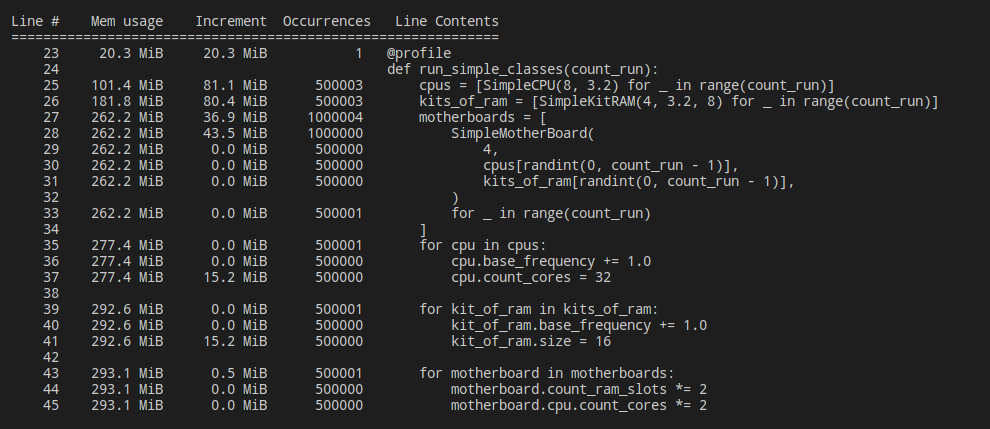 Line #    Mem usage    Increment  Occurrences   Line Contents
=============================================================
    23     20.3 MiB     20.3 MiB           1   @profile
    24                                         def run_simple_classes(count_run):
    25    101.4 MiB     81.1 MiB      500003       cpus = [SimpleCPU(8, 3.2) for _ in range(count_run)]
    26    181.8 MiB     80.4 MiB      500003       kits_of_ram = [SimpleKitRAM(4, 3.2, 8) for _ in range(count_run)]
    27    262.2 MiB     36.9 MiB     1000004       motherboards = [
    28    262.2 MiB     43.5 MiB     1000000           SimpleMotherBoard(
    29    262.2 MiB      0.0 MiB      500000               4,
    30    262.2 MiB      0.0 MiB      500000               cpus[randint(0, count_run - 1)],
    31    262.2 MiB      0.0 MiB      500000               kits_of_ram[randint(0, count_run - 1)],
    32                                                 )
    33    262.2 MiB      0.0 MiB      500001           for _ in range(count_run)
    34                                             ]
    35    277.4 MiB      0.0 MiB      500001       for cpu in cpus:
    36    277.4 MiB      0.0 MiB      500000           cpu.base_frequency += 1.0
    37    277.4 MiB     15.2 MiB      500000           cpu.count_cores = 32
    38
    39    292.6 MiB      0.0 MiB      500001       for kit_of_ram in kits_of_ram:
    40    292.6 MiB      0.0 MiB      500000           kit_of_ram.base_frequency += 1.0
    41    292.6 MiB     15.2 MiB      500000           kit_of_ram.size = 16
    42
    43    293.1 MiB      0.5 MiB      500001       for motherboard in motherboards:
    44    293.1 MiB      0.0 MiB      500000           motherboard.count_ram_slots *= 2
    45    293.1 MiB      0.0 MiB      500000           motherboard.cpu.count_cores *= 2